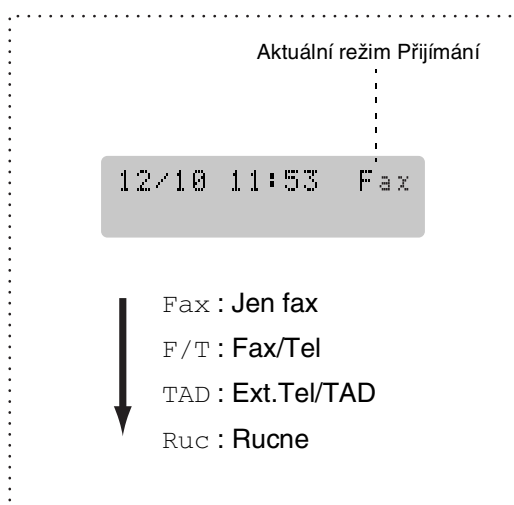 Aktuální režim Přijímání
12/10 11:53 Fax
Fax : Jen fax
F/T : Fax/Tel
TAD : Ext.Tel/TAD
Ruc : Rucne